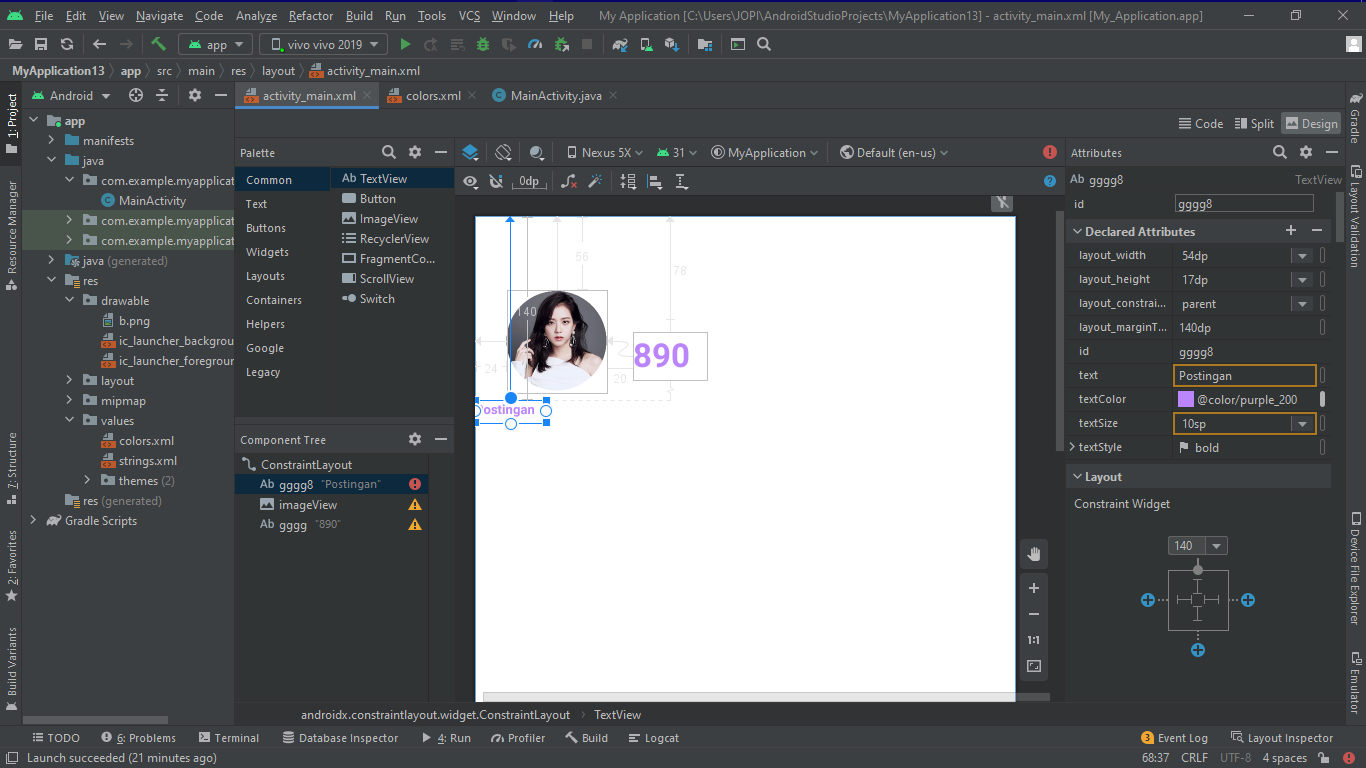 File Edit View Navigate Code Analyze Refactor Build Run Tools VCS Window Help My Application [C:\Users\JOPI\AndroidStudioProjects\MyApplication13] - activity_main.xml [My_Application.app]
app vivo vivo 2019
MyApplication13 app src main res layout activity_main.xml
Android activity_main.xml colors.xml MainActivity.java
Code Split Design
1: Project
Resource Manager
7: Structure
2: Favorites
Build Variants
app
manifests
java
com.example.myapplicat
MainActivity
com.example.myapplicat
com.example.myapplicat
java (generated)
res
drawable
b.png
ic_launcher_backgrou
ic_launcher_foregroun
layout
mipmap
values
colors.xml
strings.xml
themes (2)
res (generated)
Gradle Scripts
Palette
Common
Text
Buttons
Widgets
Layouts
Containers
Helpers
Google
Legacy
Ab TextView
Button
ImageView
RecyclerView
FragmentCo...
ScrollView
Switch
Component Tree
ConstraintLayout
Ab gggg8 "Postingan"
imageView
Ab gggg "890"
Nexus 5X 31 MyApplication Default (en-us)
0dp
56
78
140
890
24
20
Postingan
1:1
Attributes
Ab gggg8 TextView
id gggg8
Declared Attributes
layout_width 54dp
layout_height 17dp
layout_constrai... parent
layout_marginT... 140dp
id gggg8
text Postingan
textColor @color/purple_200
textSize 10sp
textStyle bold
Layout
Constraint Widget
140
Gradle
Layout Validation
Device File Explorer
Emulator
androidx.constraintlayout.widget.ConstraintLayout TextView
TODO 6: Problems Terminal Database Inspector 4: Run Profiler Build Logcat 3 Event Log Layout Inspector
Launch succeeded (21 minutes ago) 68:37 CRLF UTF-8 4 spaces